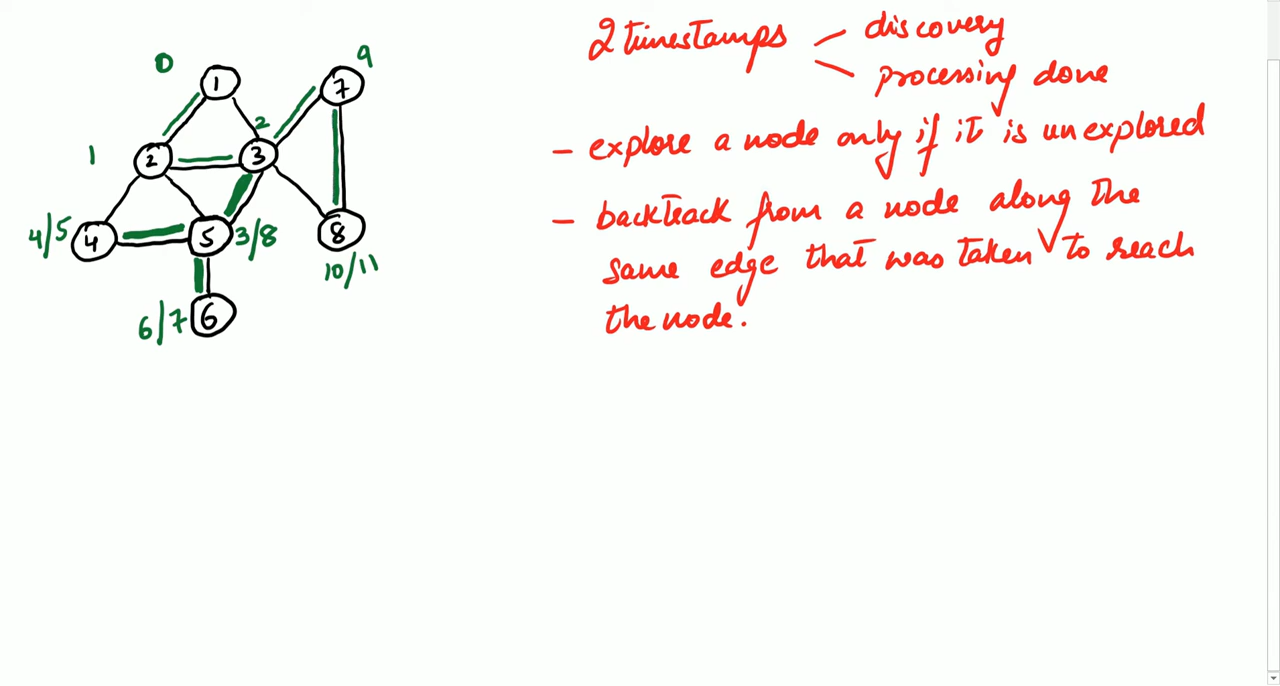 2 timestamps
discovery
processing done
- explore a node only if it is unexplored
- backtrack from a node along the
same edge that was taken to reach
the node.
0
9
1
7
2
1
2
3
4/5
4
5
3/8
8
10/11
6/7
6